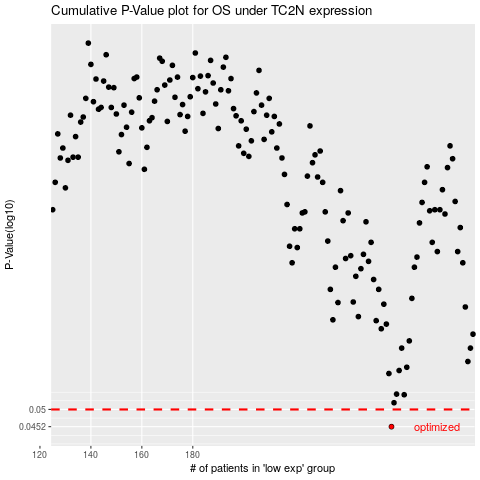 Cumulative P-Value plot for OS under TC2N expression
P-Value(log10)
0.05
0.0452
optimized
120 140 160 180
# of patients in 'low exp' group